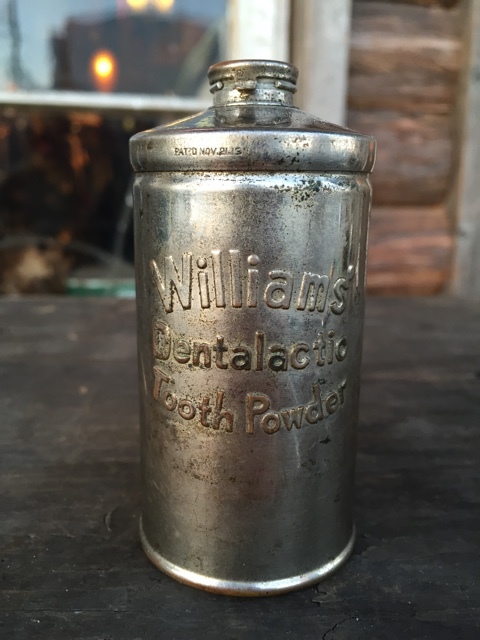 PAT'D NOV.21.15
Williams'
Dentalactic
Tooth Powder